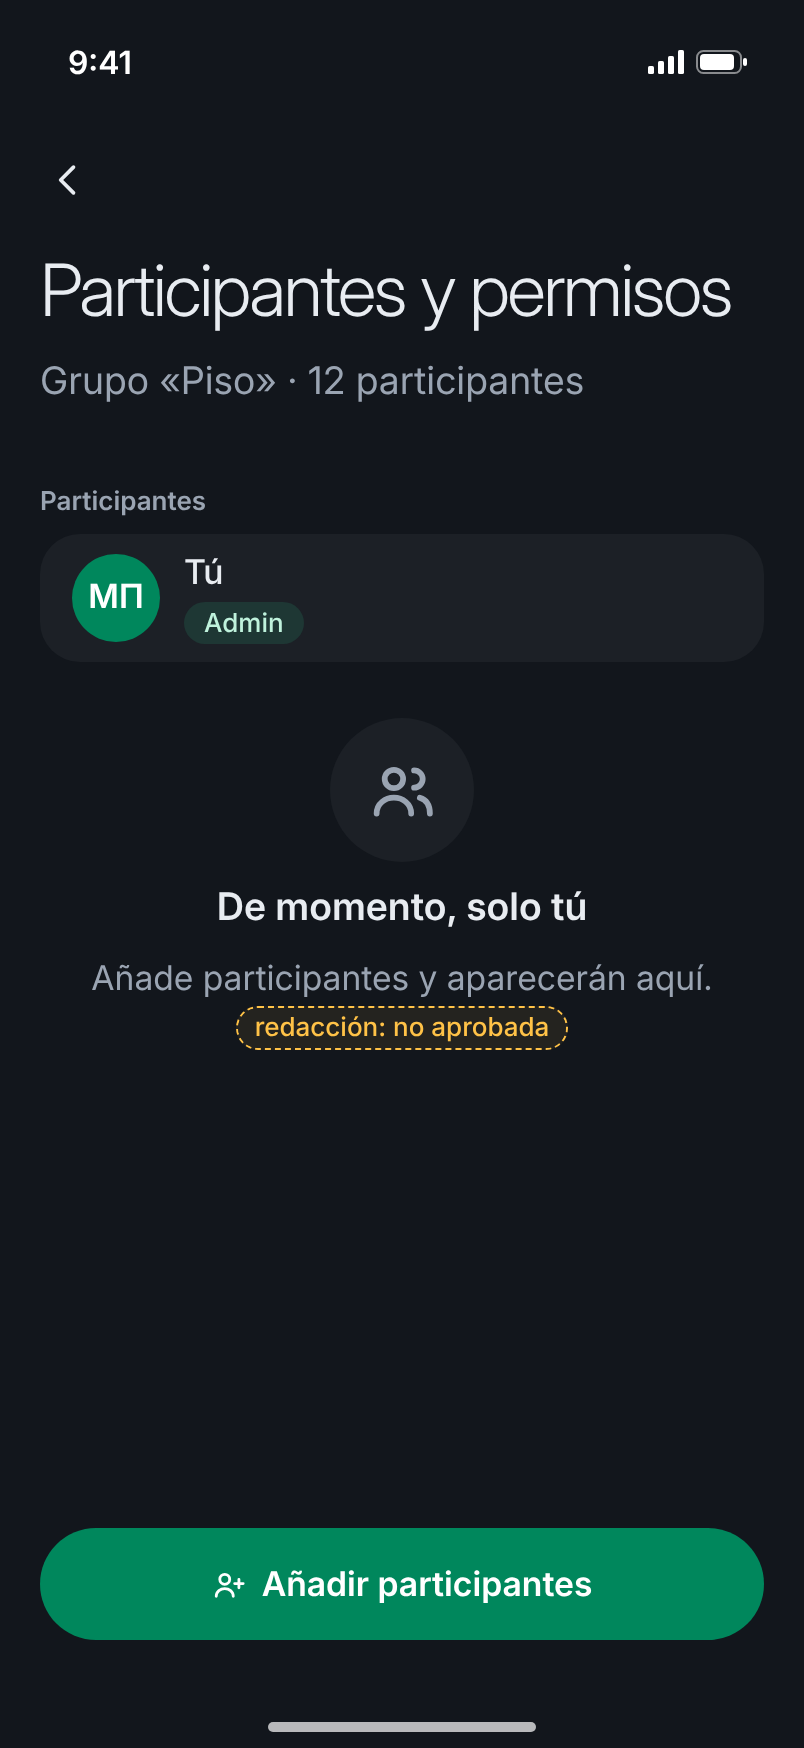 9:41
Participantes y permisos
Grupo «Piso» · 12 participantes
Participantes
МП
Tú
Admin
De momento, solo tú
Añade participantes y aparecerán aquí.
redacción: no aprobada
Añadir participantes